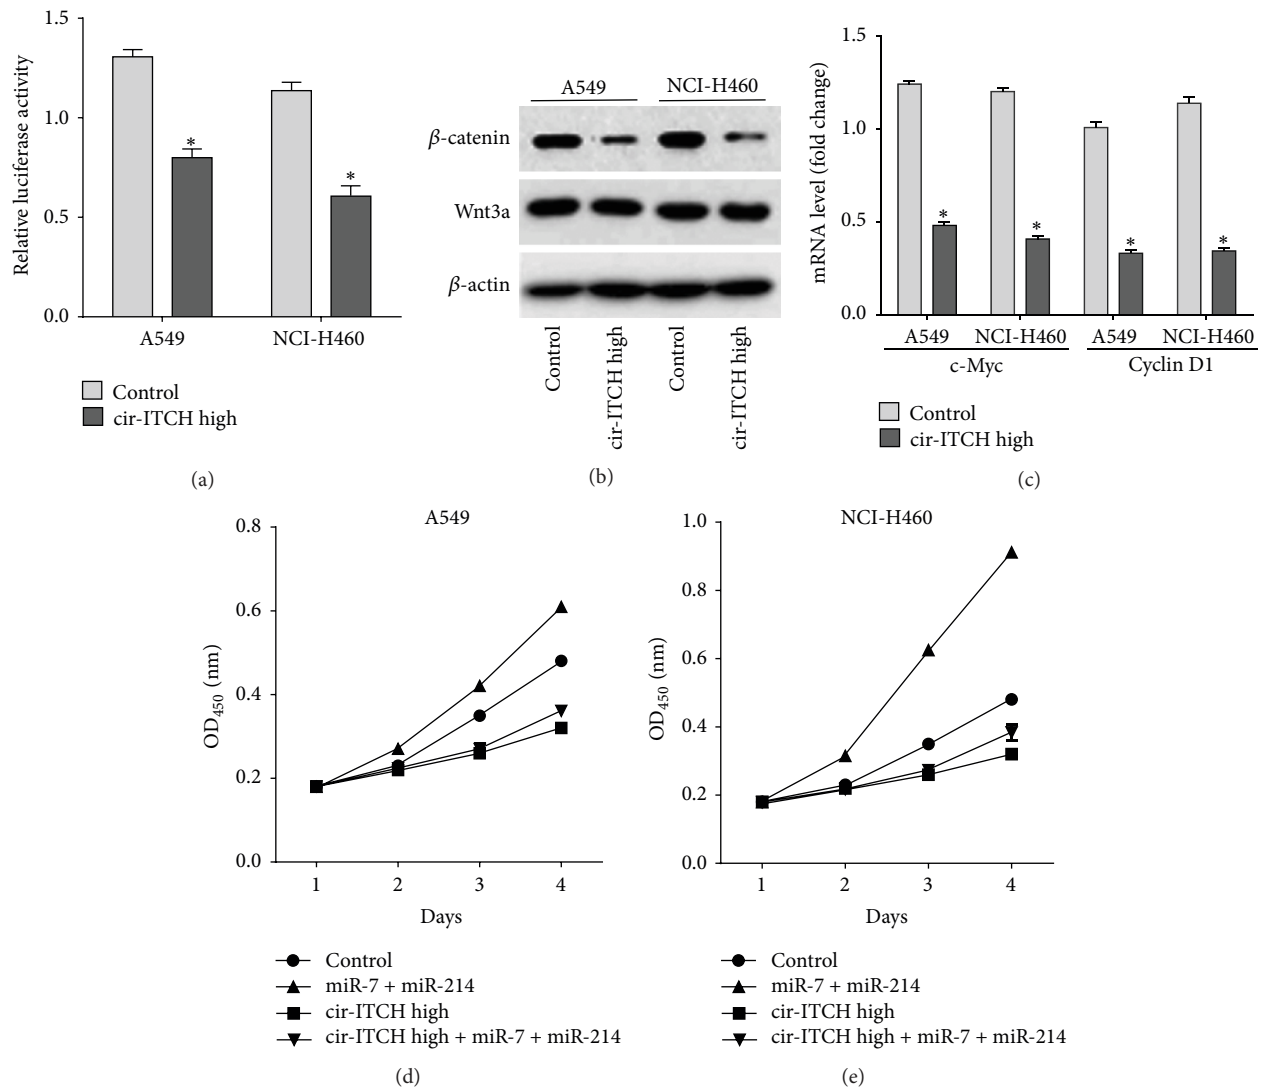 Relative luciferase activity
1.5
1.0
0.5
0.0
*
*
A549
NCI-H460
Control
cir-ITCH high
(a)
A549
NCI-H460
β-catenin
Wnt3a
β-actin
Control
cir-ITCH high
Control
cir-ITCH high
(b)
mRNA level (fold change)
1.5
1.0
0.5
0.0
*
*
*
*
A549
NCI-H460
A549
NCI-H460
c-Myc
Cyclin D1
Control
cir-ITCH high
(c)
A549
OD450 (nm)
0.8
0.6
0.4
0.2
0.0
1 2 3 4
Days
Control
miR-7 + miR-214
cir-ITCH high
cir-ITCH high + miR-7 + miR-214
(d)
NCI-H460
OD450 (nm)
1.0
0.8
0.6
0.4
0.2
0.0
1 2 3 4
Days
Control
miR-7 + miR-214
cir-ITCH high
cir-ITCH high + miR-7 + miR-214
(e)